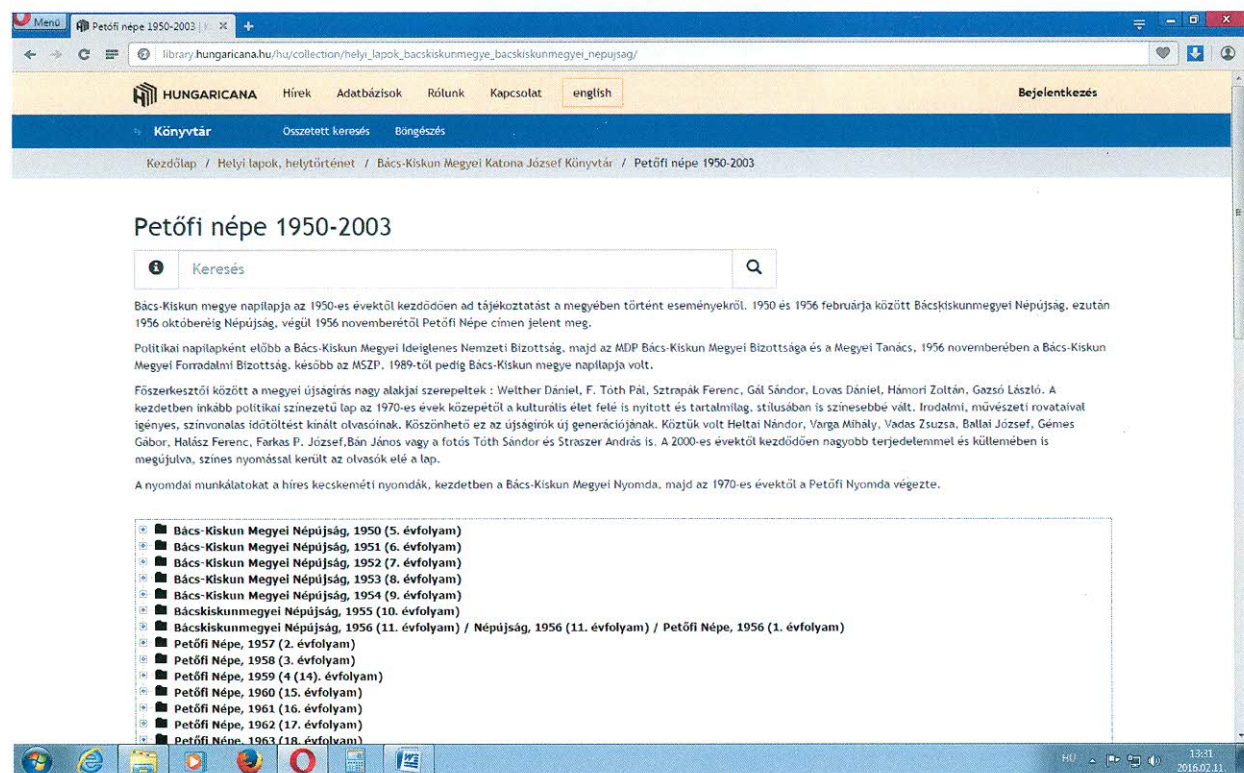 Menü Petőfi népe 1950-2003 |
library.hungaricana.hu/hu/collection/helyi_lapok_bacskiskunmegye_bacskiskunmegyei_nepujsag/
HUNGARICANA Hírek Adatbázisok Rólunk Kapcsolat english Bejelentkezés
Könyvtár Összetett keresés Böngészés
Kezdőlap / Helyi lapok, helytörténet / Bács-Kiskun Megyei Katona József Könyvtár / Petőfi népe 1950-2003
Petőfi népe 1950-2003
Keresés
Bács-Kiskun megye napilapja az 1950-es évektől kezdődően ad tájékoztatást a megyében történt eseményekről. 1950 és 1956 februárja között Bácskiskunmegyei Népújság, ezután
1956 októberéig Népújság, végül 1956 novemberétől Petőfi Népe címen jelent meg.
Politikai napilapként előbb a Bács-Kiskun Megyei Ideiglenes Nemzeti Bizottság, majd az MDP Bács-Kiskun Megyei Bizottsága és a Megyei Tanács, 1956 novemberében a Bács-Kiskun
Megyei Forradalmi Bizottság, később az MSZP, 1989-től pedig Bács-Kiskun megye napilapja volt.
Főszerkesztői között a megyei újságírás nagy alakjai szerepeltek : Welther Dániel, F. Tóth Pál, Sztrapák Ferenc, Gál Sándor, Lovas Dániel, Hámori Zoltán, Gazsó László. A
kezdetben inkább politikai színezetű lap az 1970-es évek közepétől a kulturális élet felé is nyitott és tartalmilag, stílusában is színesebbé vált. Irodalmi, művészeti rovataival
igényes, színvonalas időtöltést kínált olvasóinak. Köszönhető ez az újságírók új generációjának. Köztük volt Heltai Nándor, Varga Mihály, Vadas Zsuzsa, Ballai József, Gémes
Gábor, Halász Ferenc, Farkas P. József,Bán János vagy a fotós Tóth Sándor és Straszer András is. A 2000-es évektől kezdődően nagyobb terjedelemmel és küllemében is
megújulva, színes nyomással került az olvasók elé a lap.
A nyomdai munkálatokat a híres kecskeméti nyomdák, kezdetben a Bács-Kiskun Megyei Nyomda, majd az 1970-es évektől a Petőfi Nyomda végezte.
Bács-Kiskun Megyei Népújság, 1950 (5. évfolyam)
Bács-Kiskun Megyei Népújság, 1951 (6. évfolyam)
Bács-Kiskun Megyei Népújság, 1952 (7. évfolyam)
Bács-Kiskun Megyei Népújság, 1953 (8. évfolyam)
Bács-Kiskun Megyei Népújság, 1954 (9. évfolyam)
Bácskiskunmegyei Népújság, 1955 (10. évfolyam)
Bácskiskunmegyei Népújság, 1956 (11. évfolyam) / Népújság, 1956 (11. évfolyam) / Petőfi Népe, 1956 (1. évfolyam)
Petőfi Népe, 1957 (2. évfolyam)
Petőfi Népe, 1958 (3. évfolyam)
Petőfi Népe, 1959 (4 (14). évfolyam)
Petőfi Népe, 1960 (15. évfolyam)
Petőfi Népe, 1961 (16. évfolyam)
Petőfi Népe, 1962 (17. évfolyam)
Petőfi Népe, 1963 (18. évfolyam)
HU 13:31
2016.02.11.